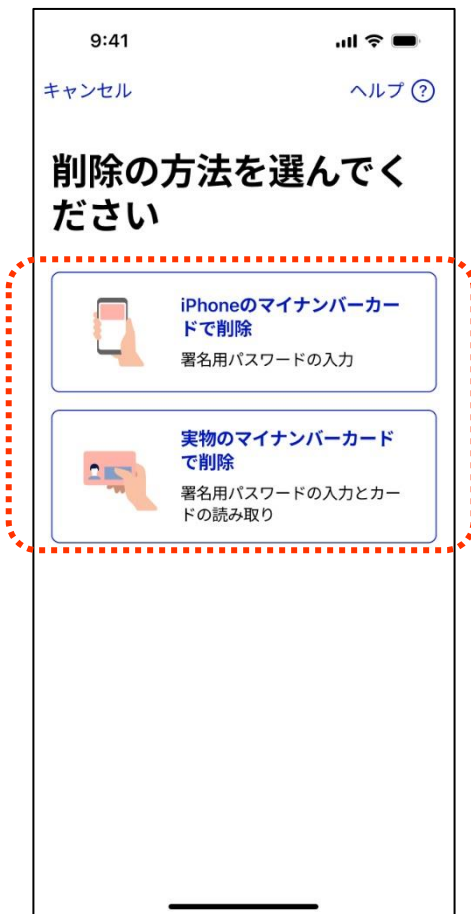 9:41
キャンセル
ヘルプ ?
削除の方法を選んでく
ださい
iPhoneのマイナンバーカー
ドで削除
署名用パスワードの入力
実物のマイナンバーカード
で削除
署名用パスワードの入力とカー
ドの読み取り